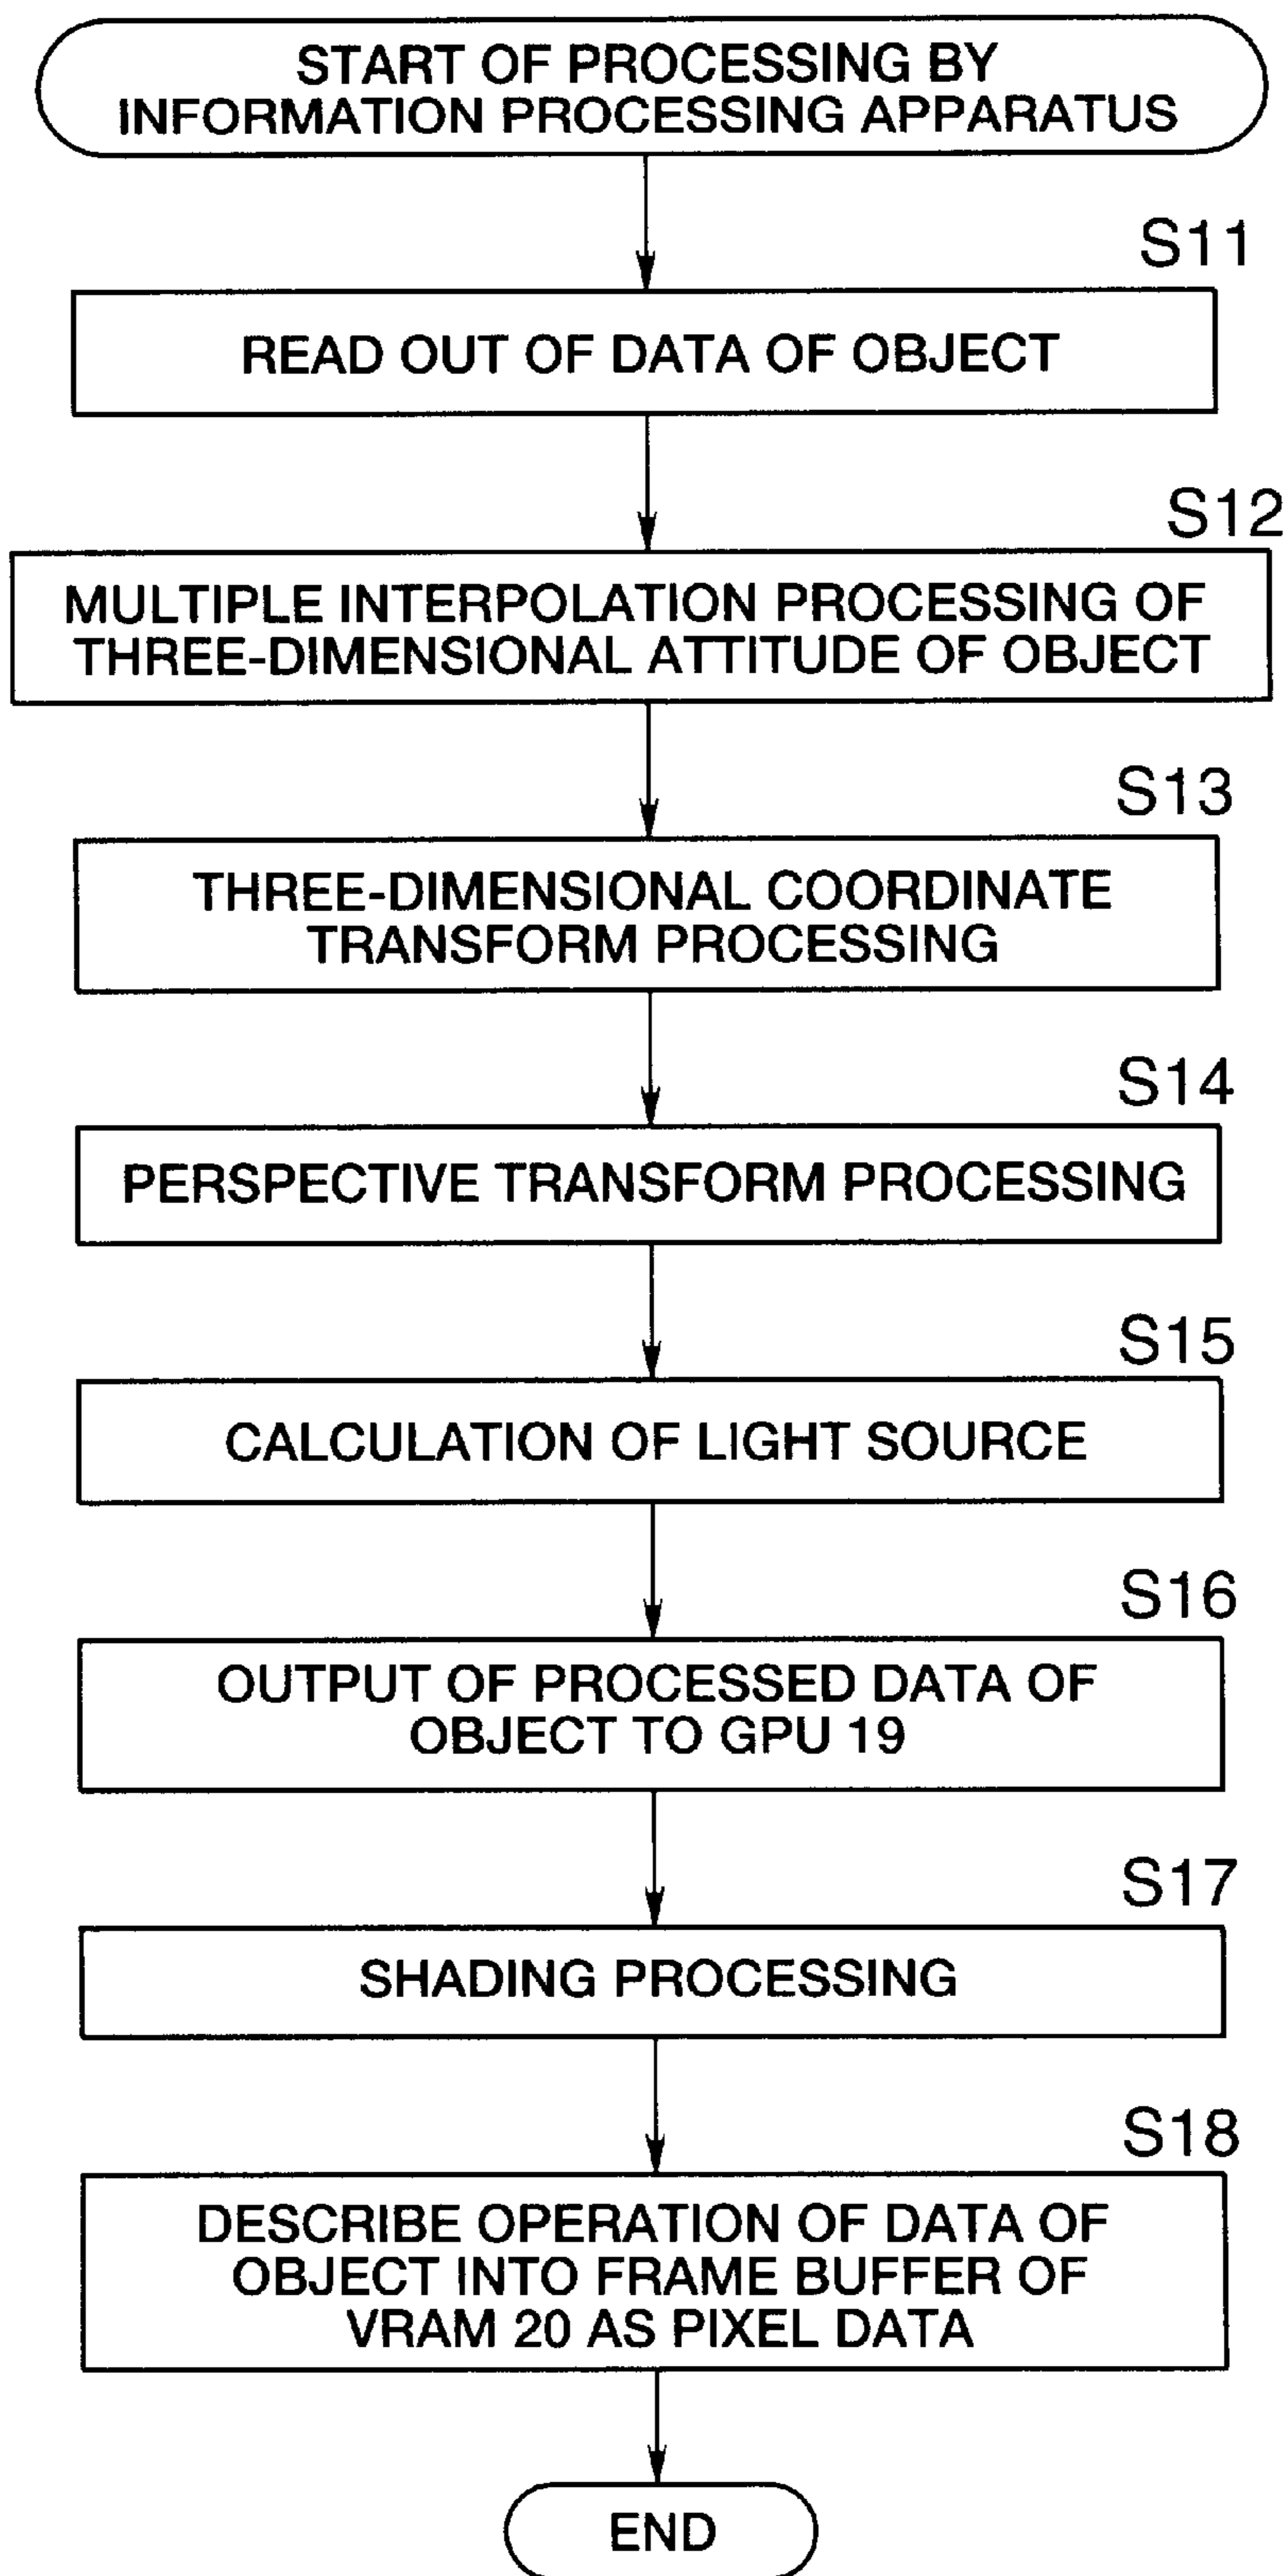 START OF PROCESSING BY
INFORMATION PROCESSING APPARATUS
S11
READ OUT OF DATA OF OBJECT
S12
MULTIPLE INTERPOLATION PROCESSING OF
THREE-DIMENSIONAL ATTITUDE OF OBJECT
S13
THREE-DIMENSIONAL COORDINATE
TRANSFORM PROCESSING
S14
PERSPECTIVE TRANSFORM PROCESSING
S15
CALCULATION OF LIGHT SOURCE
S16
OUTPUT OF PROCESSED DATA OF
OBJECT TO GPU 19
S17
SHADING PROCESSING
S18
DESCRIBE OPERATION OF DATA OF
OBJECT INTO FRAME BUFFER OF
VRAM 20 AS PIXEL DATA
END